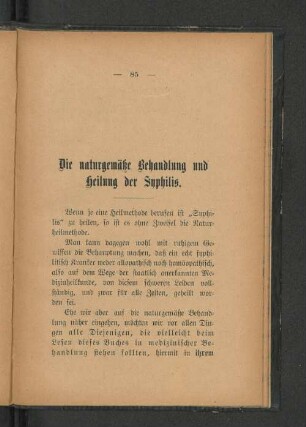 — 85 —
Die naturgemäße Behandlung und
Heilung der Syphilis.
Wenn je eine Heilmethode berufen ist „Syphi-
lis" zu heilen, so ist es ohne Zweifel die Natur-
heilmethode.
Man kann dagegen wohl mit ruhigem Ge-
wissen die Behauptung machen, daß ein echt syphi-
litisch Kranker weder allopathisch noch homöopathisch,
also auf dem Wege der staatlich anerkannten Me-
dizinheilkunde, von diesem schweren Leiden voll-
ständig, und zwar für alle Zeiten, geheilt wor-
den sei.
Ehe wir aber auf die naturgemäße Behand-
lung näher eingehen, möchten wir vor allen Din-
gen alle Diejenigen, die vielleicht beim
Lesen dieses Buches in medizinischer Be-
handlung stehen sollten, hiermit in ihrem